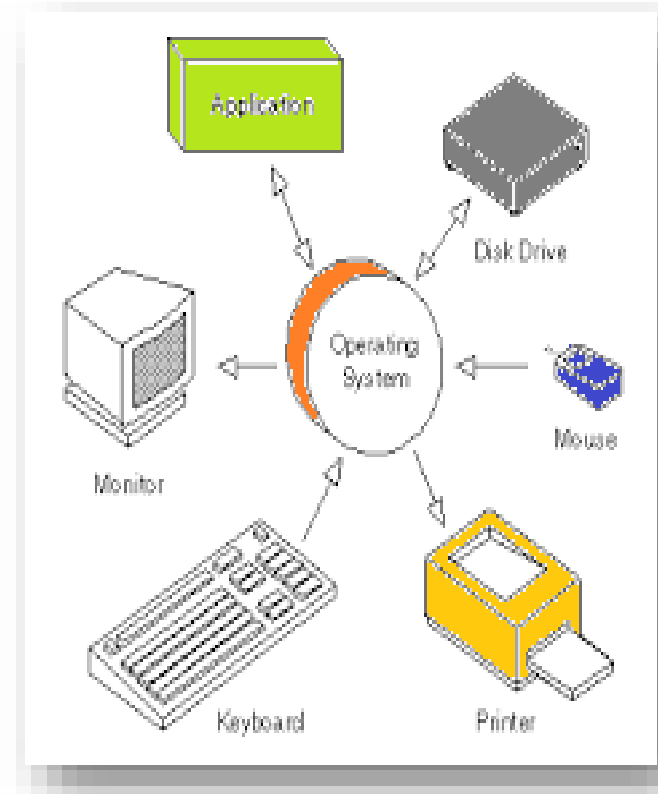 Application
Disk Drive
Operating
System
Mouse
Monitor
Keyboard
Printer